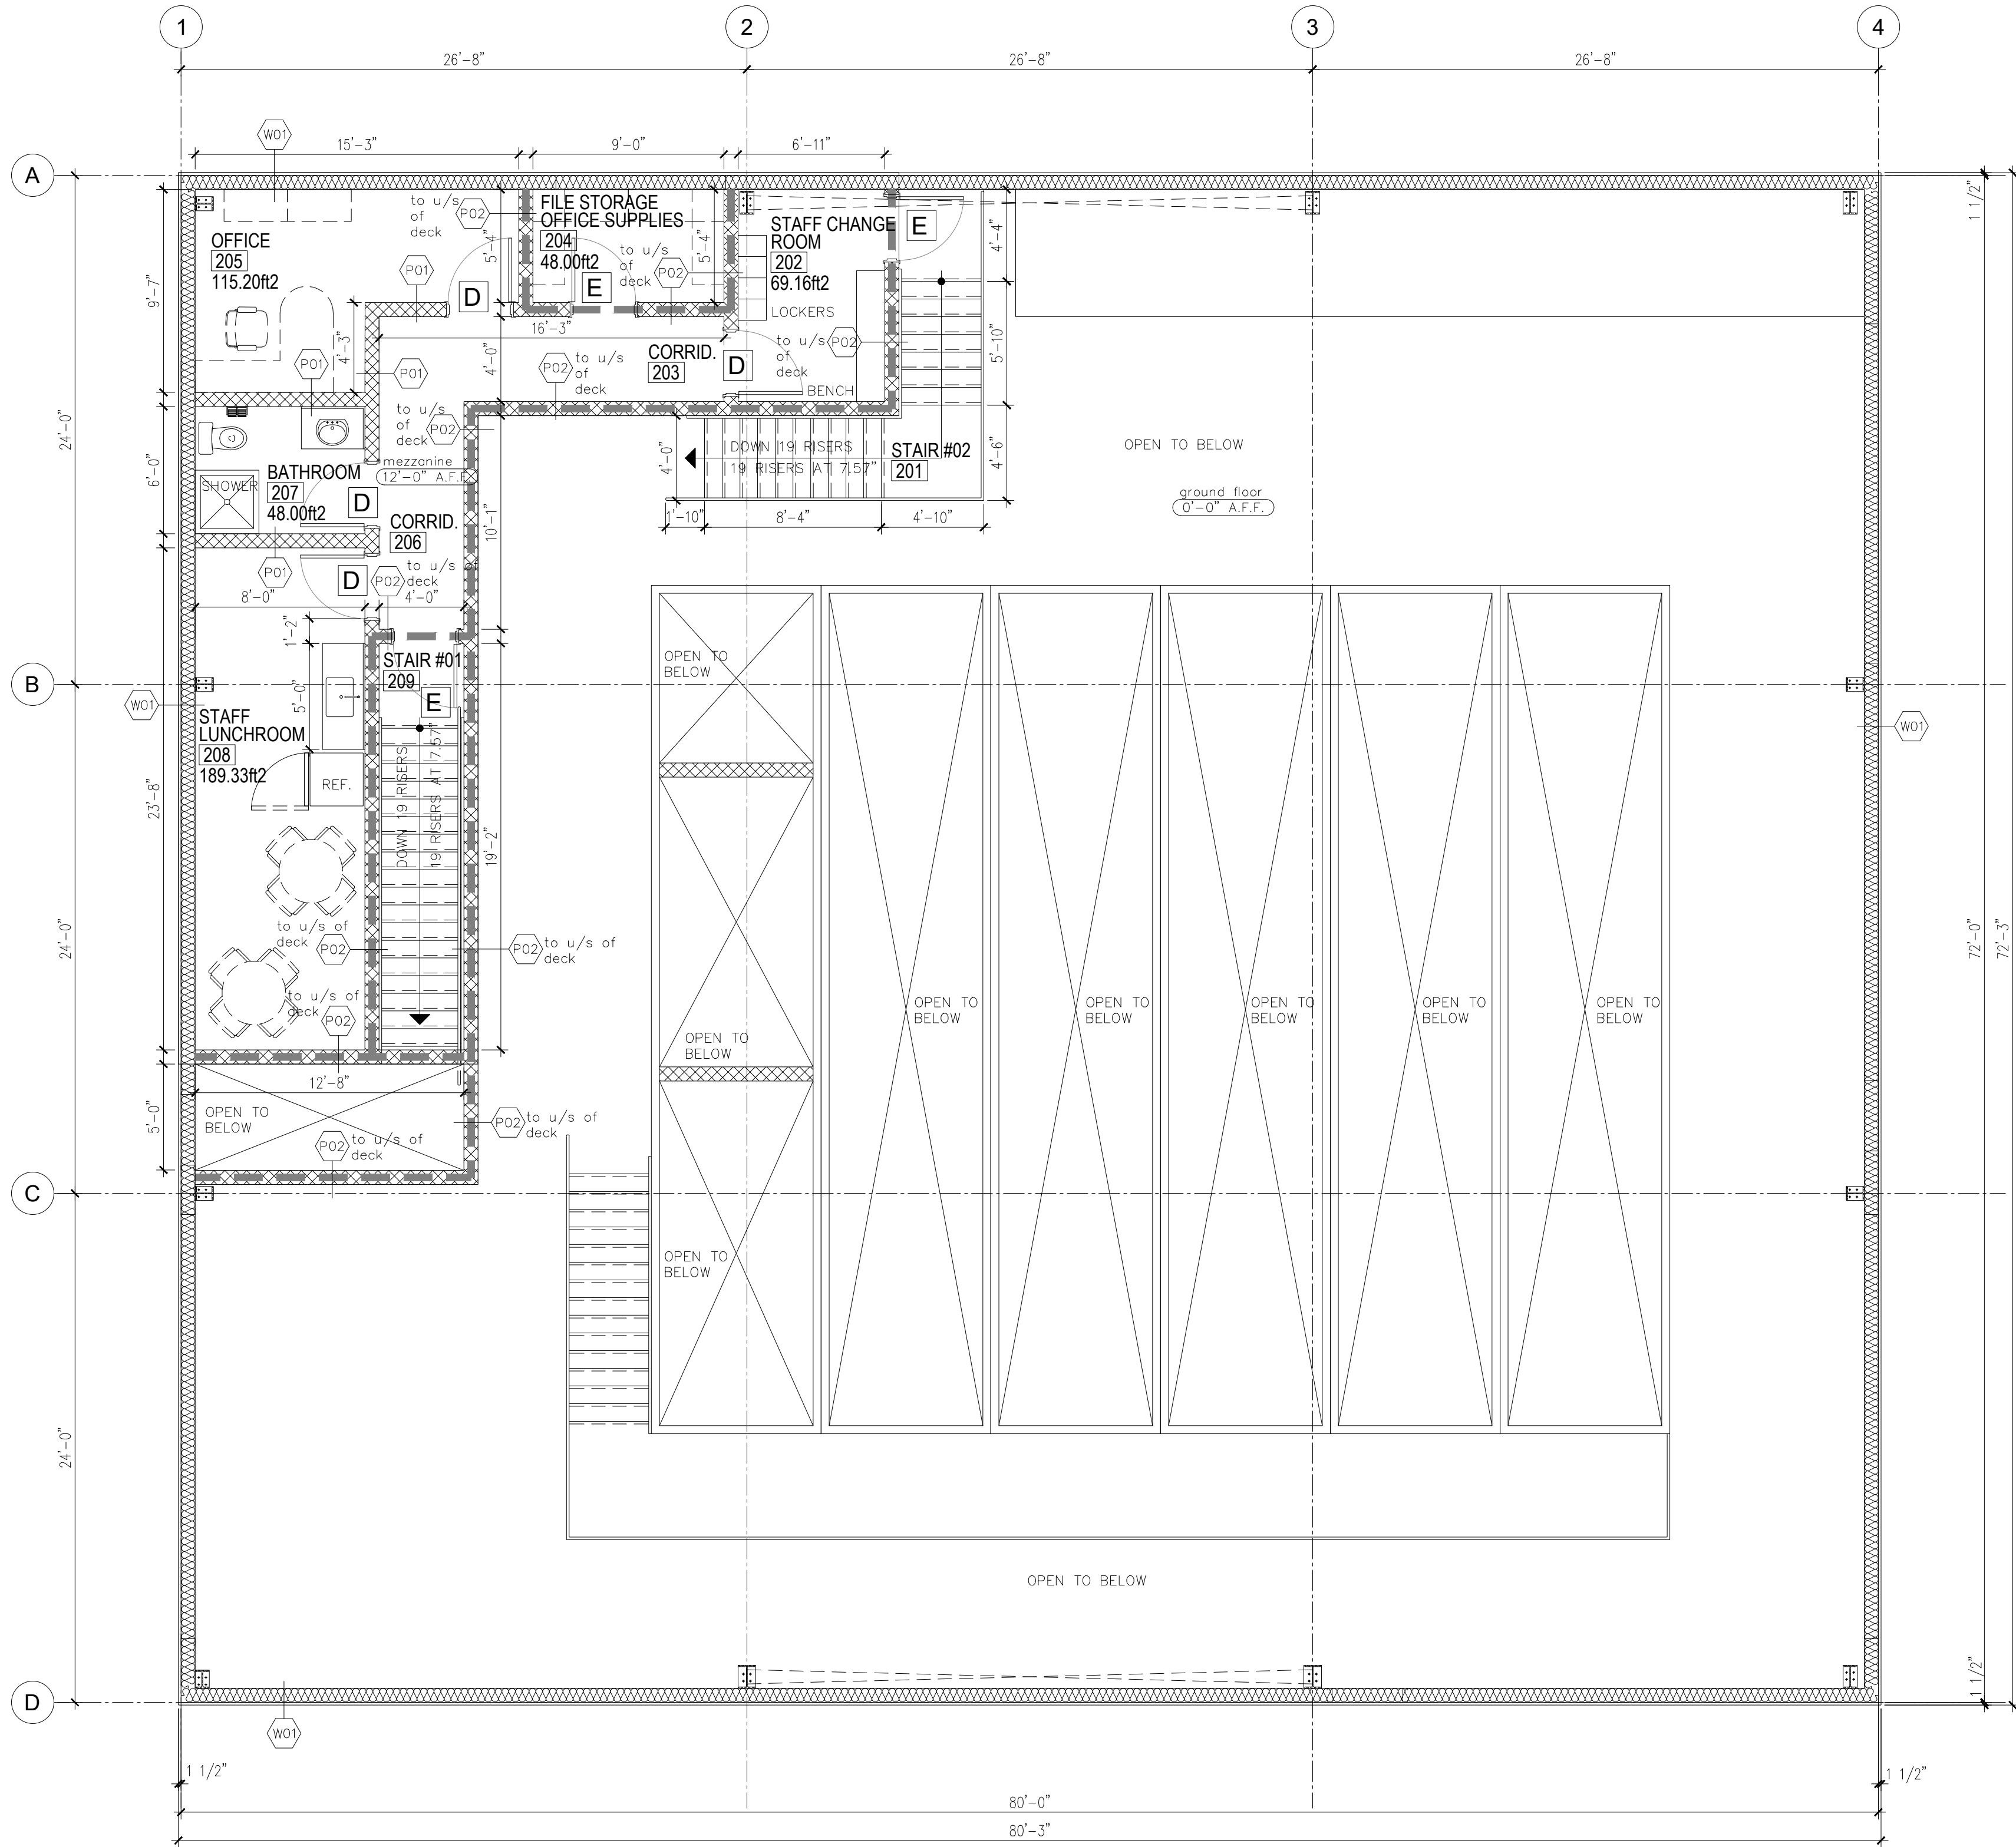 1
2
3
4
26'-8"
26'-8"
26'-8"
W01
15'-3"
9'-0"
6'-11"
A
1 1/2"
to u/s
of
deck
P02
FILE STORAGE
OFFICE SUPPLIES
204
48.00ft2
to u/s
of
deck
P02
5'-4"
5'-4"
STAFF CHANGE
ROOM
202
69.16ft2
LOCKERS
E
4'-4"
OFFICE
205
115.20ft2
P01
D
E
9'-7"
16'-3"
4'-3"
P01
P01
4'-0"
P02
to u/s
of
deck
CORRID.
203
D
to u/s
of
deck
P02
BENCH
5'-10"
24'-0"
to u/s
of
deck
P02
mezzanine
12'-0" A.F.F.
4'-0"
DOWN 19 RISERS
19 RISERS AT 7.57"
STAIR #02
201
4'-6"
OPEN TO BELOW
ground floor
0'-0" A.F.F.
6'-0"
SHOWER
BATHROOM
207
48.00ft2
D
CORRID.
206
10'-1"
1'-10"
8'-4"
4'-10"
P01
D
P02
to u/s of
deck
8'-0"
4'-0"
1'-2"
B
5'-0"
STAIR #01
209
E
OPEN TO
BELOW
W01
STAFF
LUNCHROOM
208
189.33ft2
REF.
W01
23'-8"
DOWN 19 RISERS
19 RISERS AT 7.57"
19'-2"
24'-0"
to u/s of
deck
P02
P02
to u/s of
deck
to u/s of
deck
P02
72'-0"
72'-3"
OPEN TO
BELOW
OPEN TO
BELOW
OPEN TO
BELOW
OPEN TO
BELOW
OPEN TO
BELOW
OPEN TO
BELOW
12'-8"
5'-0"
OPEN TO
BELOW
P02
to u/s of
deck
P02
to u/s of
deck
C
OPEN TO
BELOW
24'-0"
OPEN TO BELOW
1 1/2"
D
W01
1 1/2"
1 1/2"
80'-0"
80'-3"